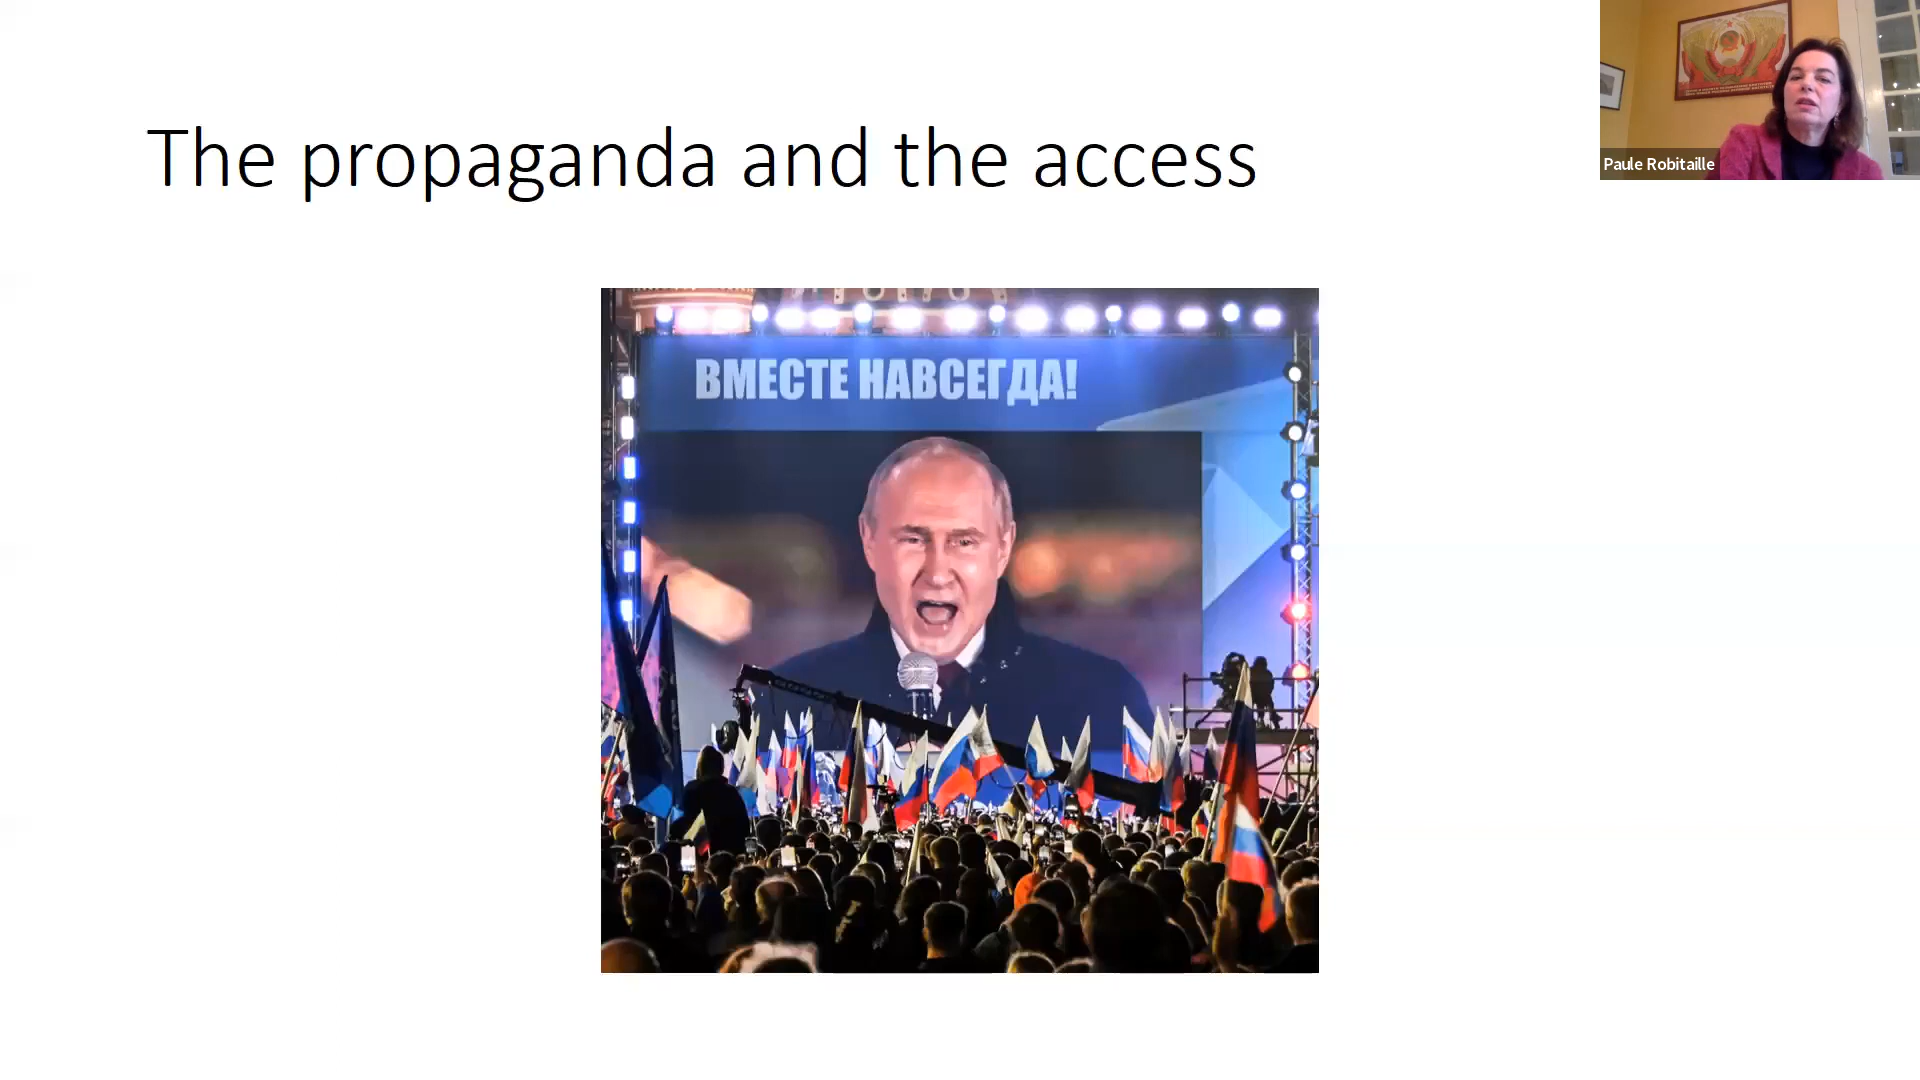 The propaganda and the access
ВМЕСТЕ НАВСЕГДА!
Paule Robitaille